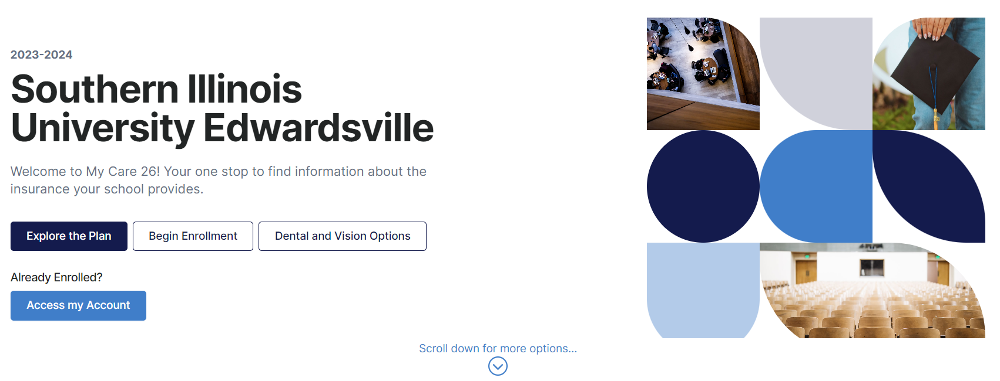 2023-2024
Southern Illinois
University Edwardsville
Welcome to My Care 26! Your one stop to find information about the
insurance your school provides.
Explore the Plan
Begin Enrollment
Dental and Vision Options
Already Enrolled?
Access my Account
Scroll down for more options...